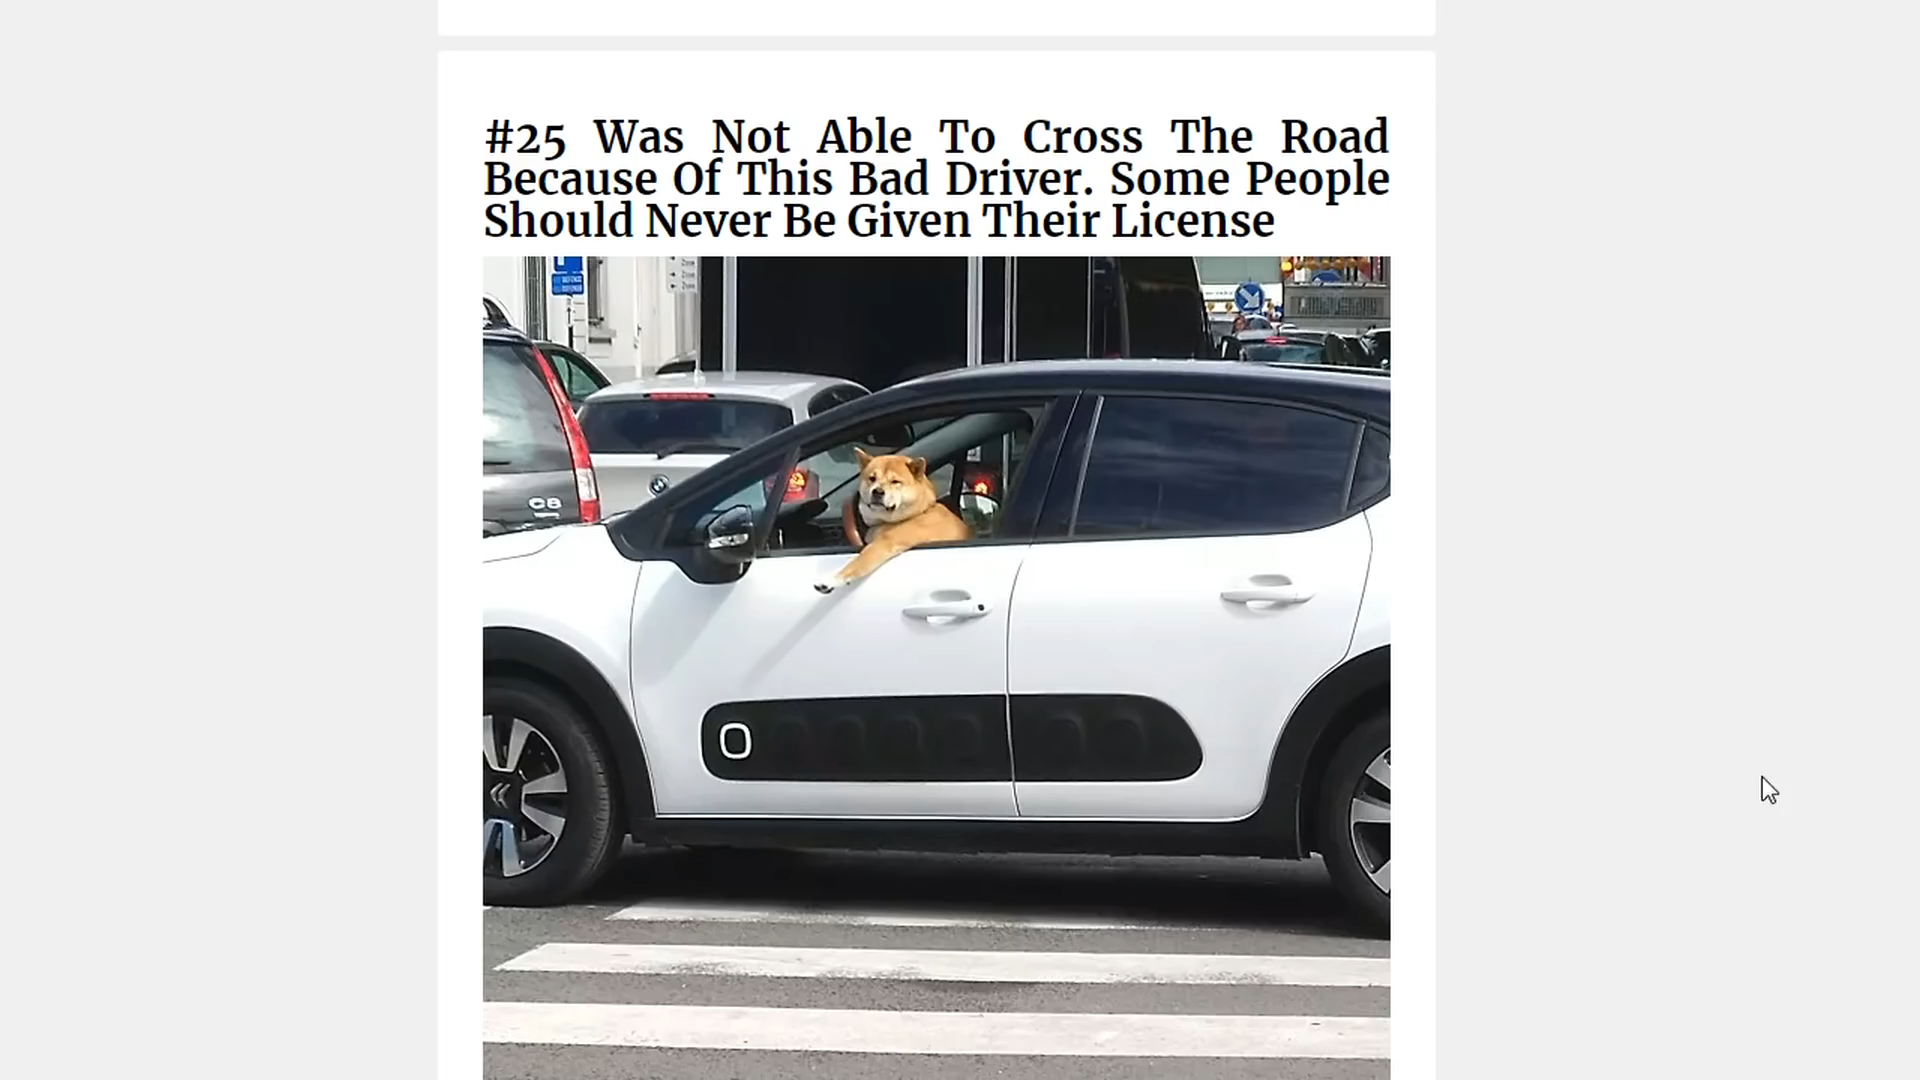 #25 Was Not Able To Cross The Road
Because Of This Bad Driver. Some People
Should Never Be Given Their License
C8